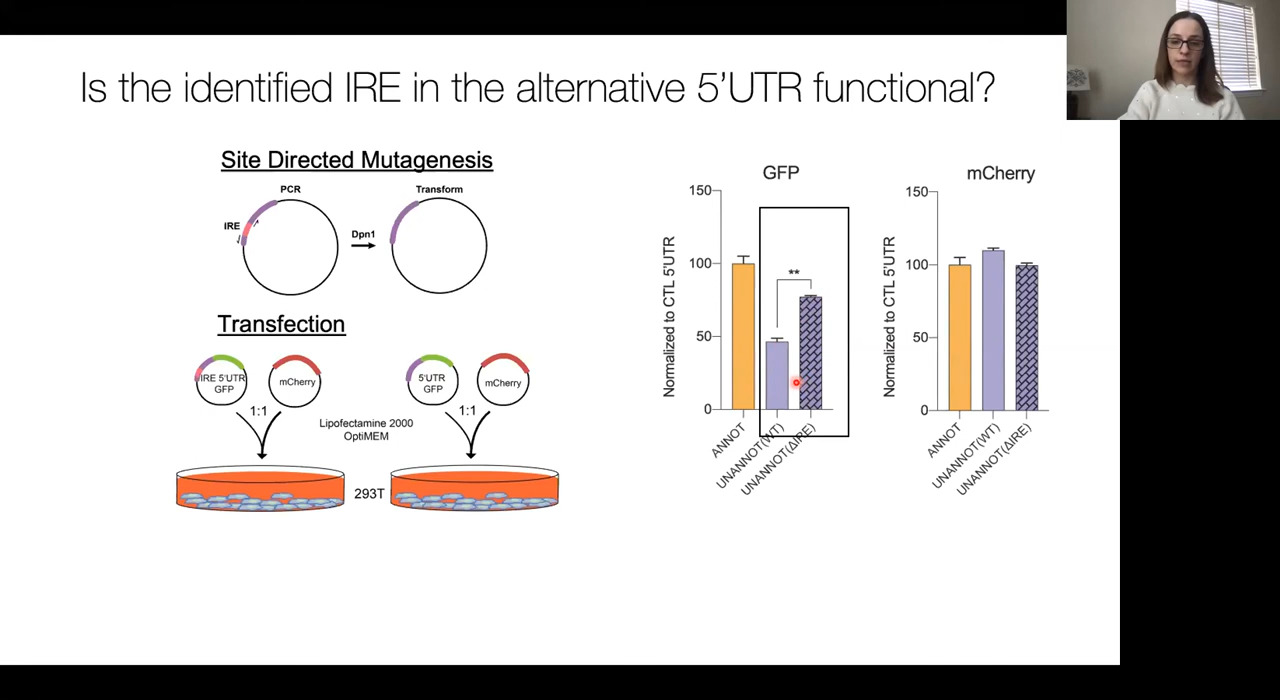 Is the identified IRE in the alternative 5'UTR functional?
Site Directed Mutagenesis
PCR
Transform
IRE
Dpn1
Transfection
IRE 5'UTR
GFP
mCherry
5'UTR
GFP
mCherry
1:1
1:1
Lipofectamine 2000
OptiMEM
293T
GFP
Normalized to CTL 5'UTR
150
100
50
0
**
ANNOT
UNANNOT(WT)
UNANNOT(ΔIRE)
mCherry
Normalized to CTL 5'UTR
150
100
50
0
ANNOT
UNANNOT(WT)
UNANNOT(ΔIRE)